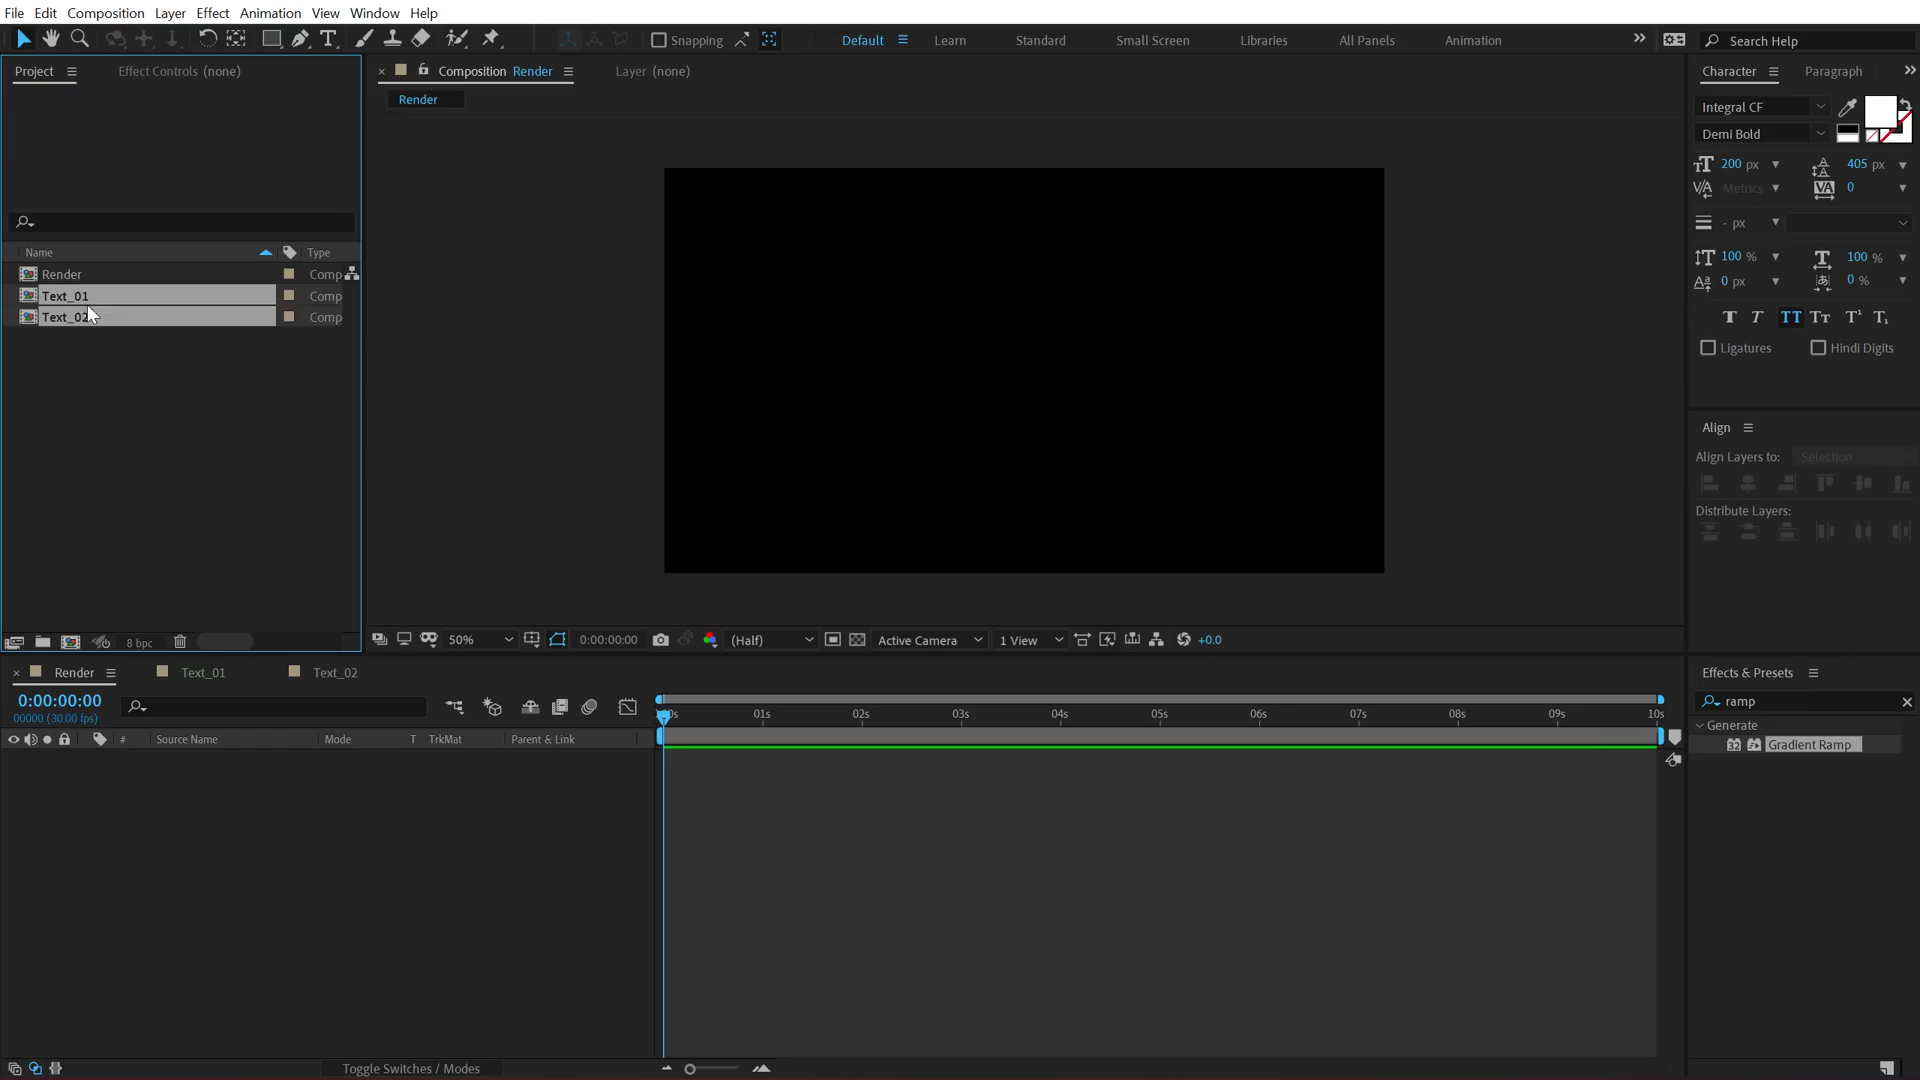 File Edit Composition Layer Effect Animation View Window Help
Snapping Default Learn Standard Small Screen Libraries All Panels Animation Search Help
Project Effect Controls (none) Composition Render Layer (none) Character Paragraph
Render
Integral CF
Demi Bold
200 px 405 px
Metrics 0
- px
Name Type
100 % 100 %
Render Comp
0 px 0 %
Text_01 Comp
Text_02 Comp
TT Tt T¹ T₁
Ligatures Hindi Digits
Align
Align Layers to: Selection
Distribute Layers:
8 bpc 50% 0:00:00:00 (Half) Active Camera 1 View +0.0
Render Text_01 Text_02 Effects & Presets
0:00:00:00
00000 (30.00 fps)
ramp
:00s 01s 02s 03s 04s 05s 06s 07s 08s 09s 10s
Generate
# Source Name Mode T TrkMat Parent & Link
32 Gradient Ramp
Toggle Switches / Modes